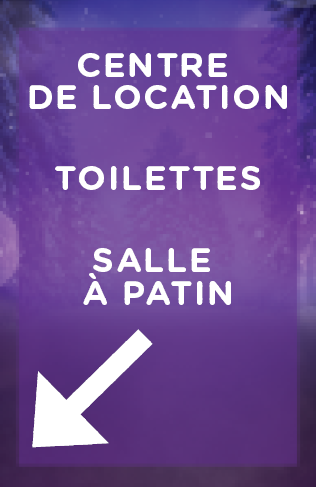 CENTRE
DE LOCATION
TOILETTES
SALLE
À PATIN